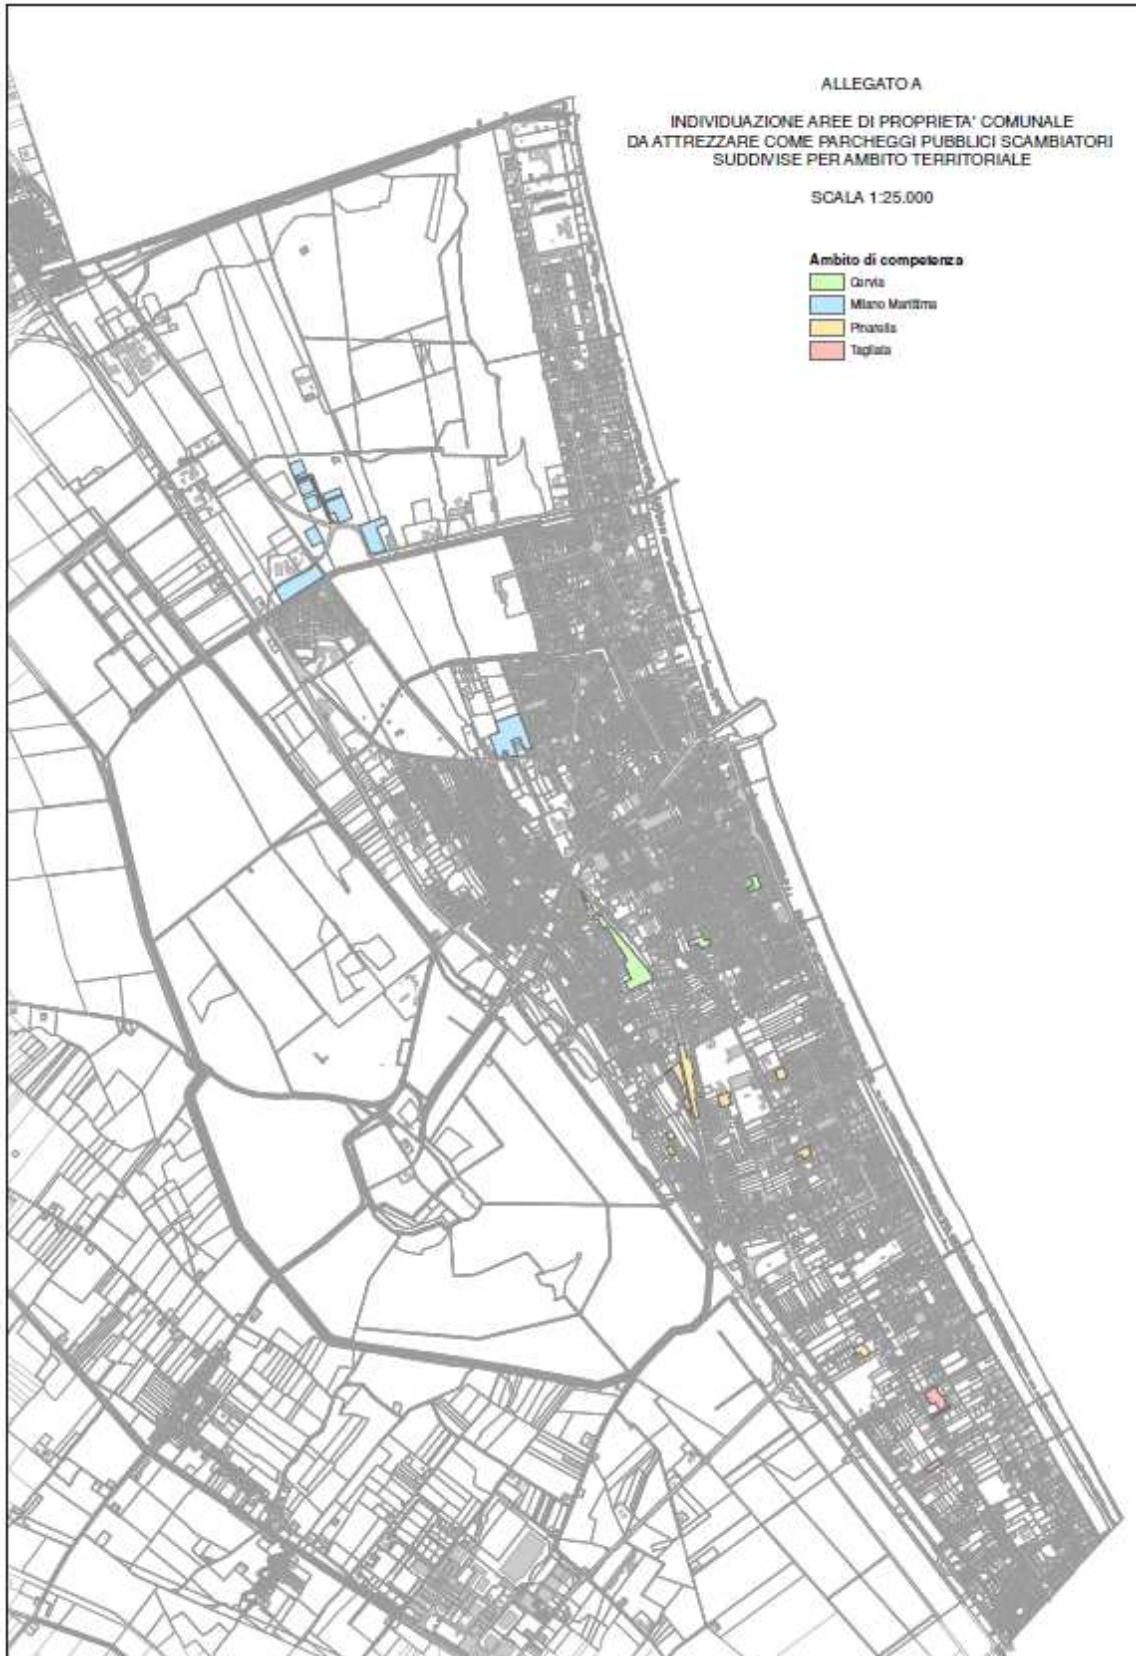 ALLEGATO A
INDIVIDUAZIONE AREE DI PROPRIETA' COMUNALE
DA ATTREZZARE COME PARCHEGGI PUBBLICI SCAMBIATORI
SUDDIVISE PER AMBITO TERRITORIALE
SCALA 1:25.000
Ambito di competenza
Cervia
Milano Marittima
Pinarella
Tagliata